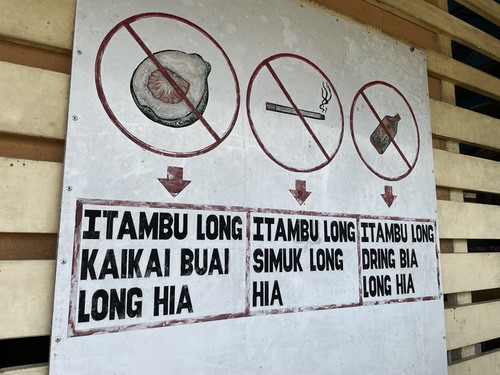 ITAMBU LONG
KAIKAI BUAI
LONG HIA
ITAMBU LONG
SIMUK LONG
HIA
ITAMBU LONG
DRING BIA
LONG HIA